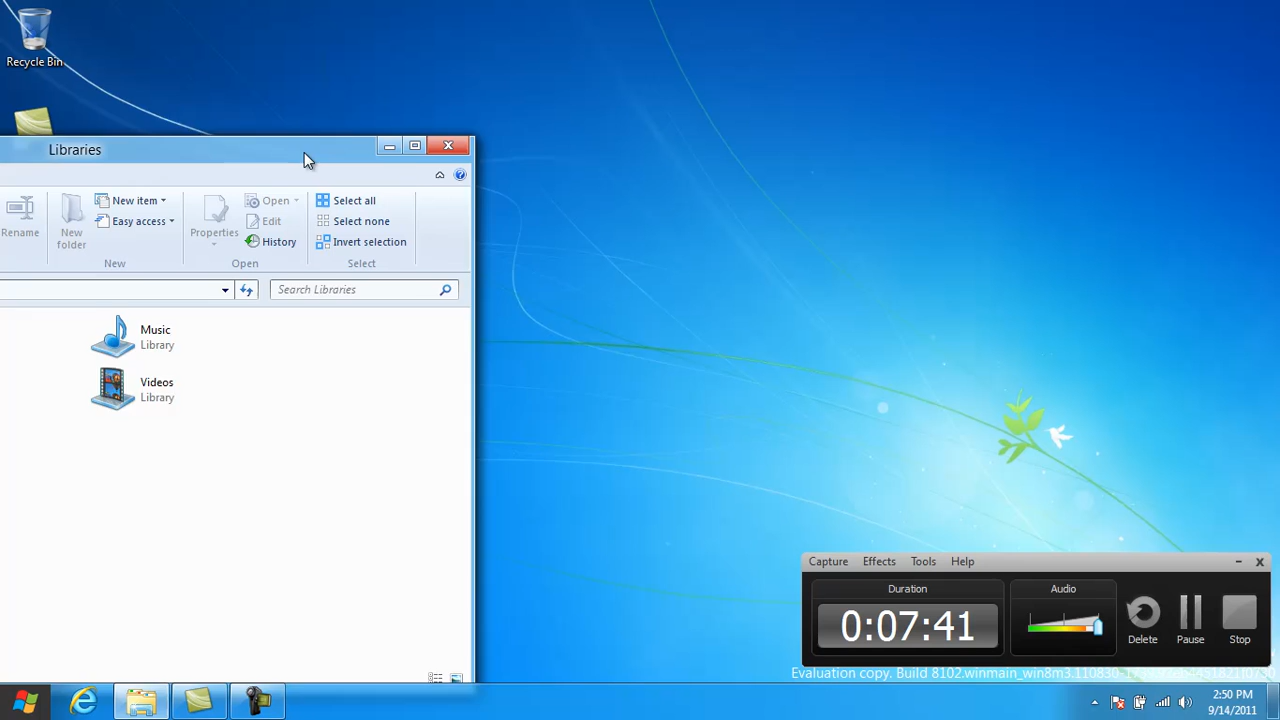 Recycle Bin
Libraries
Rename
New folder
New item
Easy access
New
Properties
Open
Edit
History
Open
Select all
Select none
Invert selection
Select
Search Libraries
Music
Library
Videos
Library
Capture Effects Tools Help
Duration
0:07:41
Audio
Delete
Pause
Stop
Evaluation copy. Build 8102.winmain_win8m3.110830-
2:50 PM
9/14/2011